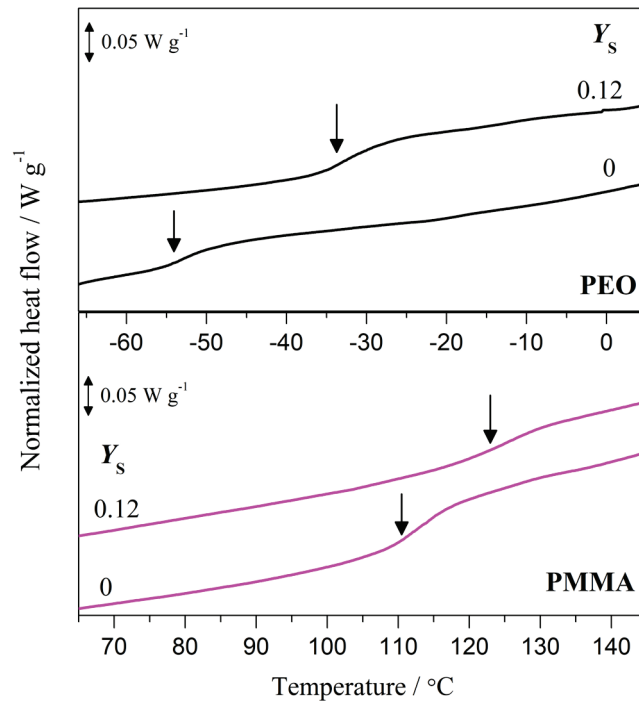 0.05 W g⁻¹
Yₛ
0.12
0
PEO
-60 -50 -40 -30 -20 -10 0
0.05 W g⁻¹
Yₛ
0.12
0
PMMA
70 80 90 100 110 120 130 140
Temperature / °C
Normalized heat flow / W g⁻¹